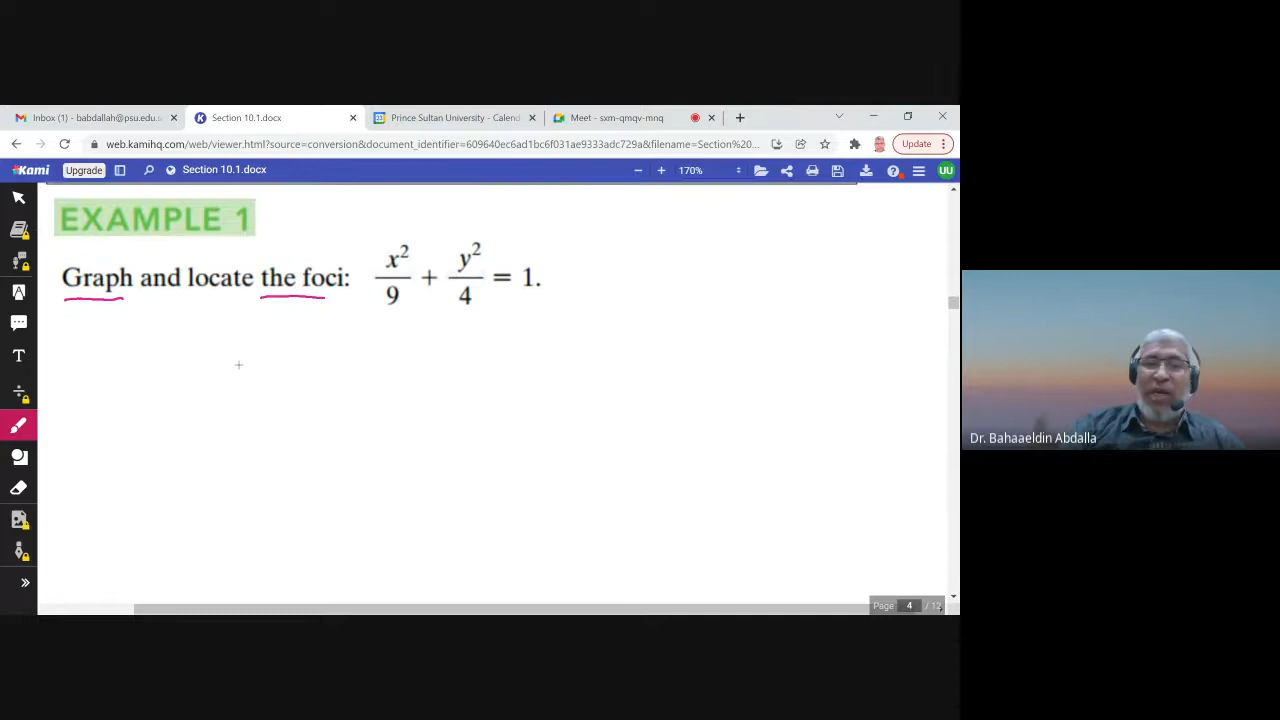 Inbox (1) - babdallah@psu.edu.s
Section 10.1.docx
Prince Sultan University - Calend
Meet - sxm-mqmv-mnq
web.kamihq.com/web/viewer.html?source=conversion&document_identifier=609640ec6ad1bc6f031ae9333adc729a&filename=Section%20...
Update
Kami
Upgrade
Section 10.1.docx
170%
UU
EXAMPLE 1
Graph and locate the foci: x²/9 + y²/4 = 1.
Dr. Bahaaeldin Abdalla
Page 4 / 12